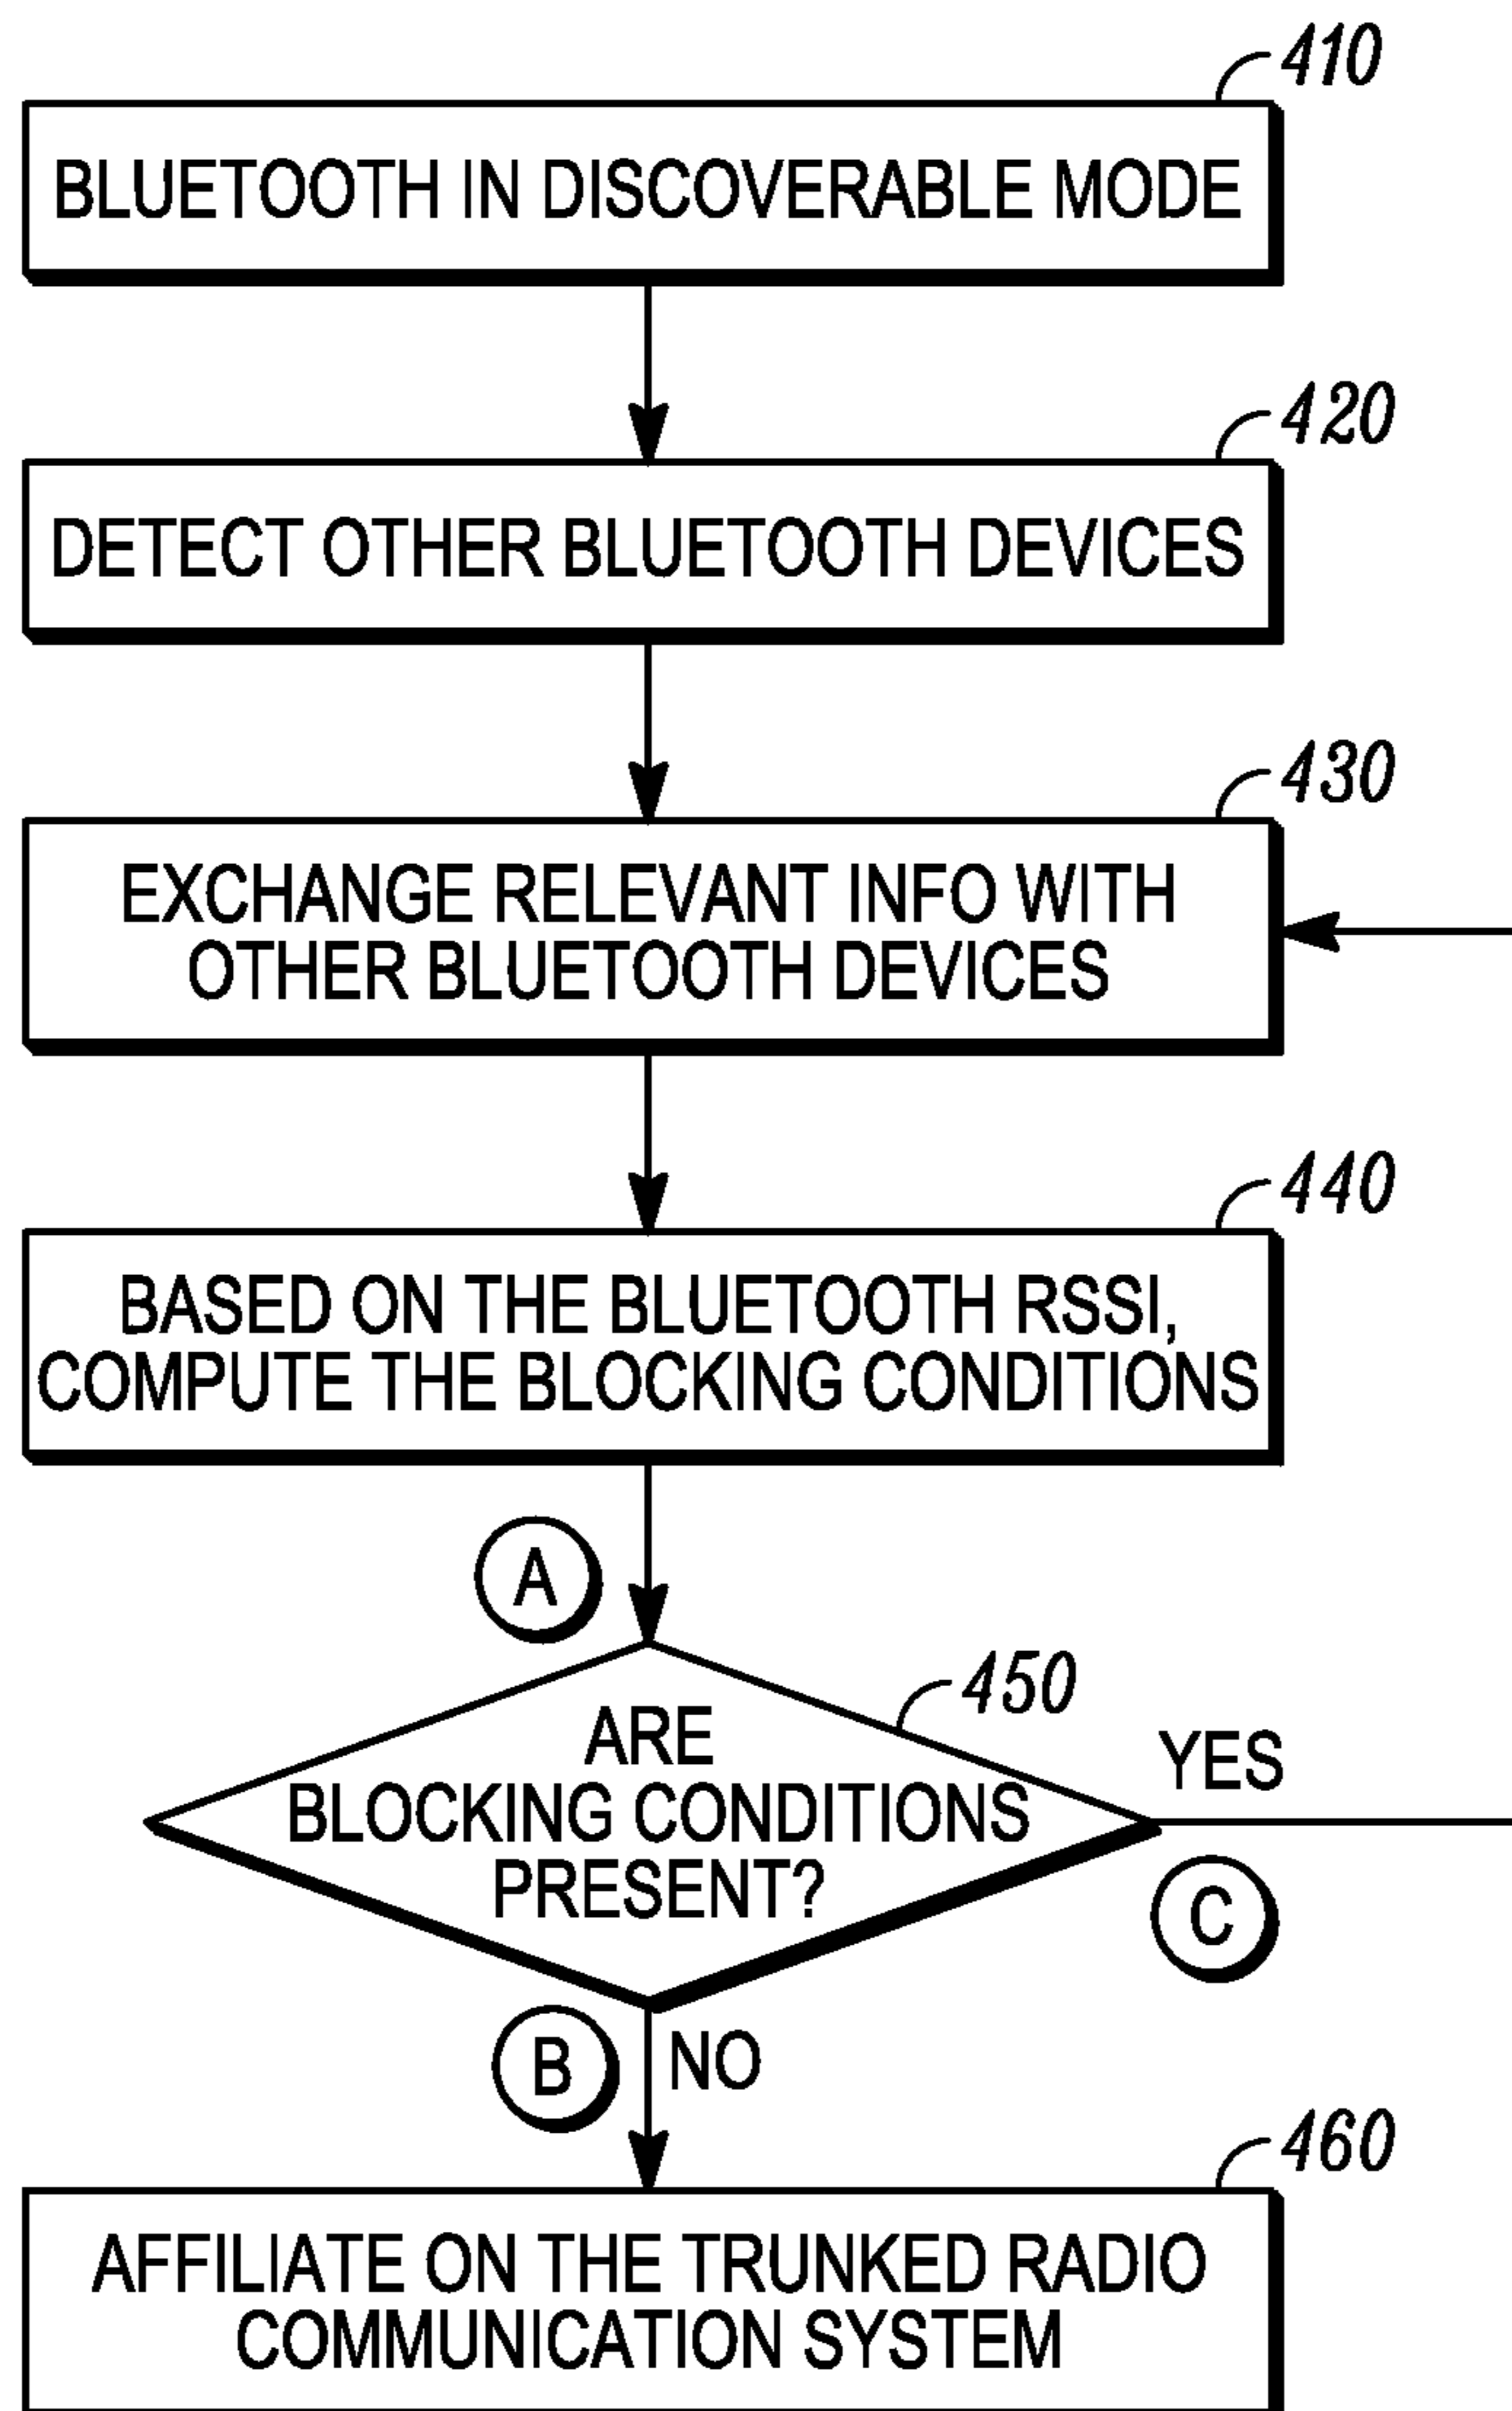 410
BLUETOOTH IN DISCOVERABLE MODE
420
DETECT OTHER BLUETOOTH DEVICES
430
EXCHANGE RELEVANT INFO WITH
OTHER BLUETOOTH DEVICES
440
BASED ON THE BLUETOOTH RSSI,
COMPUTE THE BLOCKING CONDITIONS
A
450
ARE
BLOCKING CONDITIONS
PRESENT?
YES
C
B
NO
460
AFFILIATE ON THE TRUNKED RADIO
COMMUNICATION SYSTEM